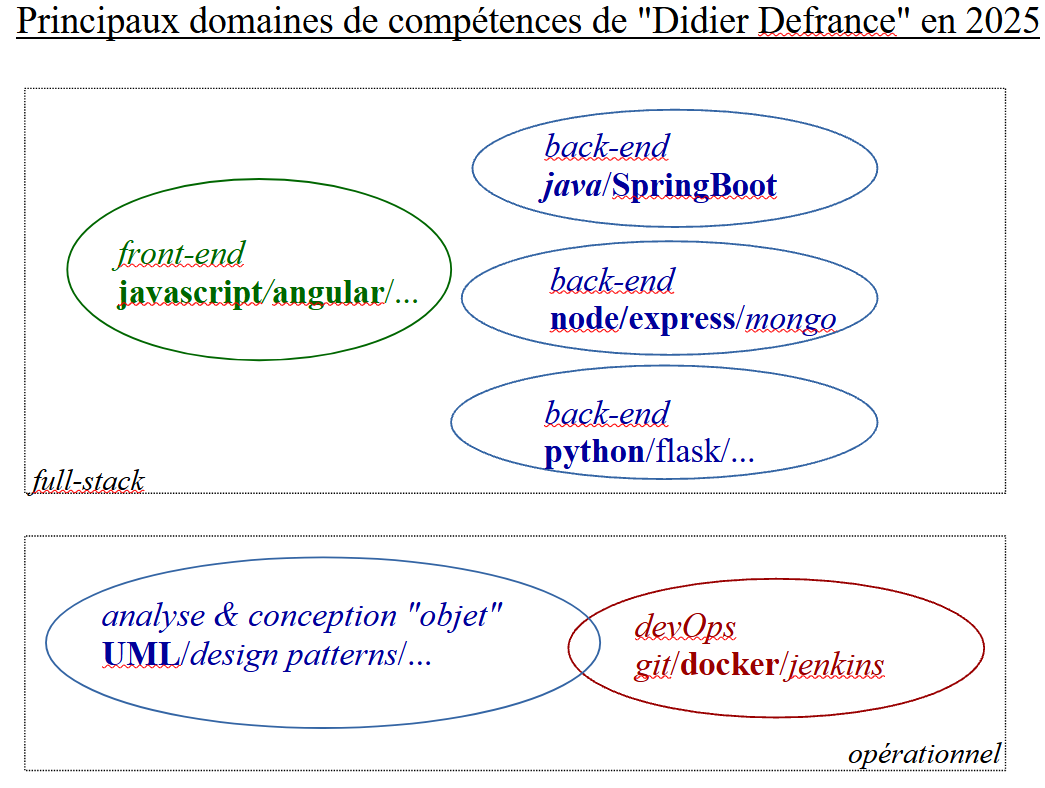 Principaux domaines de compétences de "Didier Defrance" en 2025
front-end
javascript/angular/...
back-end
java/SpringBoot
back-end
node/express/mongo
back-end
python/flask/...
full-stack
analyse & conception "objet"
UML/design patterns/...
devOps
git/docker/jenkins
opérationnel